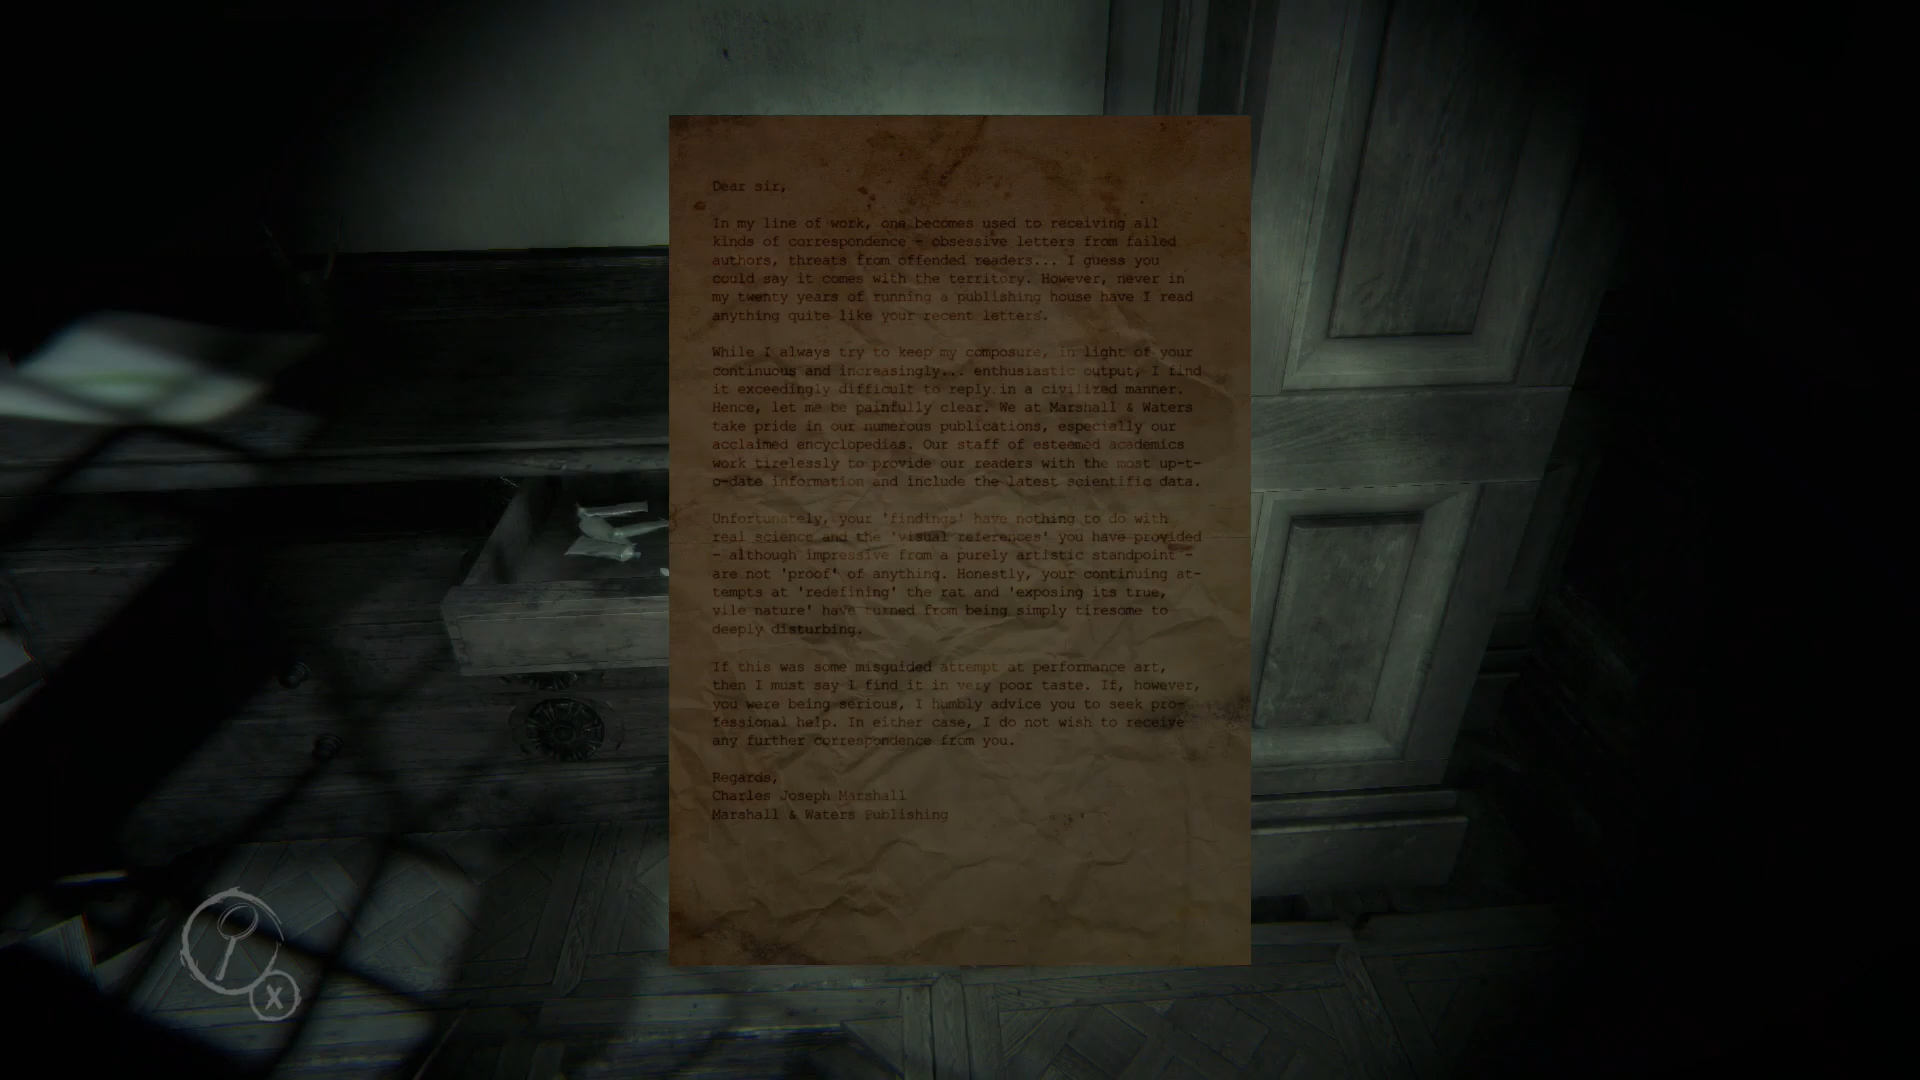 Dear sir,
In my line of work, one becomes used to receiving all
kinds of correspondence - obsessive letters from failed
authors, threats from offended readers... I guess you
could say it comes with the territory. However, never in
my twenty years of running a publishing house have I read
anything quite like your recent letters.
While I always try to keep my composure, in light of your
continuous and increasingly... enthusiastic output, I find
it exceedingly difficult to reply in a civilized manner.
Hence, let me be painfully clear. We at Marshall & Waters
take pride in our numerous publications, especially our
acclaimed encyclopedias. Our staff of esteemed academics
work tirelessly to provide our readers with the most up-t-
o-date information and include the latest scientific data.
Unfortunately, your 'findings' have nothing to do with
real science and the 'visual references' you have provided
- although impressive from a purely artistic standpoint -
are not 'proof' of anything. Honestly, your continuing at-
tempts at 'redefining' the rat and 'exposing its true,
vile nature' have turned from being simply tiresome to
deeply disturbing.
If this was some misguided attempt at performance art,
then I must say I find it in very poor taste. If, however,
you were being serious, I humbly advice you to seek pro-
fessional help. In either case, I do not wish to receive
any further correspondence from you.
Regards,
Charles Joseph Marshall
Marshall & Waters Publishing
X